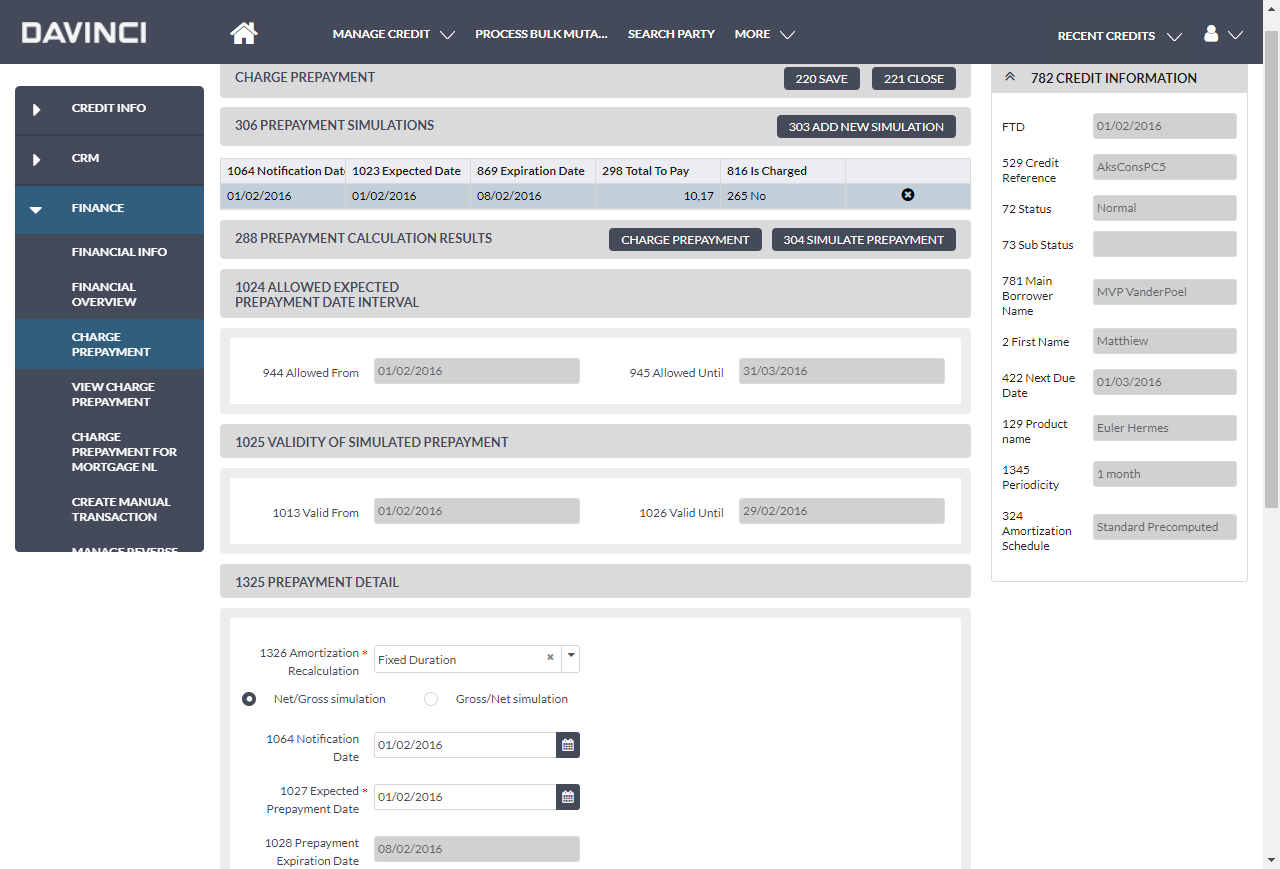 DAVINCI
MANAGE CREDIT
PROCESS BULK MUTA...
SEARCH PARTY
MORE
RECENT CREDITS
CREDIT INFO
CRM
FINANCE
FINANCIAL INFO
FINANCIAL
OVERVIEW
CHARGE
PREPAYMENT
VIEW CHARGE
PREPAYMENT
CHARGE
PREPAYMENT FOR
MORTGAGE NL
CREATE MANUAL
TRANSACTION
MANAGE REVERSE
CHARGE PREPAYMENT
220 SAVE
221 CLOSE
306 PREPAYMENT SIMULATIONS
303 ADD NEW SIMULATION
1064 Notification Date 1023 Expected Date 869 Expiration Date 298 Total To Pay 816 Is Charged
01/02/2016 01/02/2016 08/02/2016 10,17 265 No
288 PREPAYMENT CALCULATION RESULTS
CHARGE PREPAYMENT
304 SIMULATE PREPAYMENT
1024 ALLOWED EXPECTED
PREPAYMENT DATE INTERVAL
944 Allowed From 01/02/2016 945 Allowed Until 31/03/2016
1025 VALIDITY OF SIMULATED PREPAYMENT
1013 Valid From 01/02/2016 1026 Valid Until 29/02/2016
1325 PREPAYMENT DETAIL
1326 Amortization *
Recalculation
Fixed Duration
Net/Gross simulation Gross/Net simulation
1064 Notification
Date
01/02/2016
1027 Expected *
Prepayment Date
01/02/2016
1028 Prepayment
Expiration Date
08/02/2016
782 CREDIT INFORMATION
FTD 01/02/2016
529 Credit
Reference
AksConsPC5
72 Status Normal
73 Sub Status
781 Main
Borrower
Name
MVP VanderPoel
2 First Name Matthiew
422 Next Due
Date
01/03/2016
129 Product
name
Euler Hermes
1345
Periodicity
1 month
324
Amortization
Schedule
Standard Precomputed